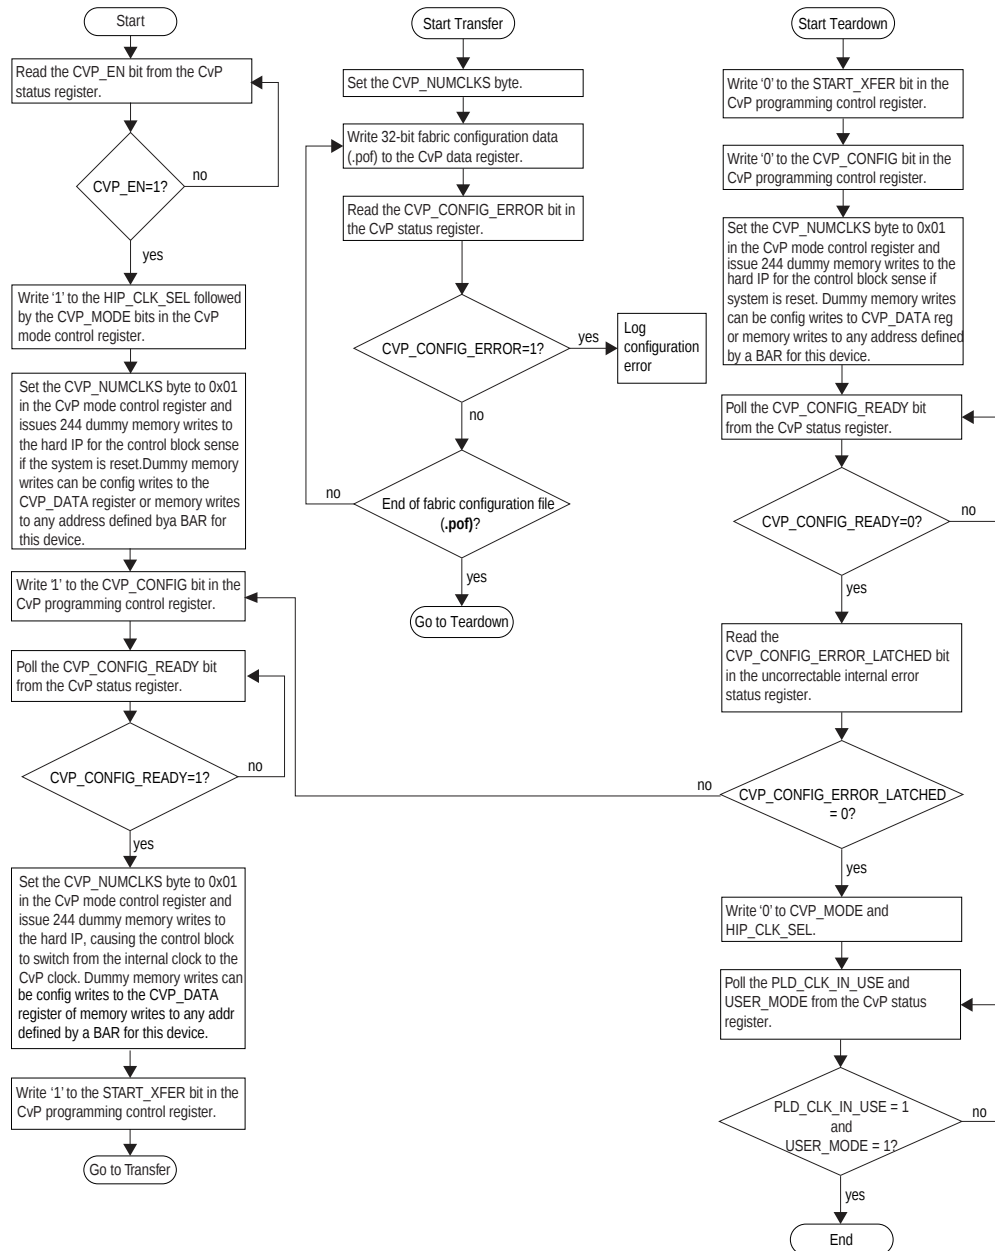 Start
Read the CVP_EN bit from the CvP
status register.
CVP_EN=1?
no
yes
Write ‘1’ to the HIP_CLK_SEL followed
by the CVP_MODE bits in the CvP
mode control register.
Set the CVP_NUMCLKS byte to 0x01
in the CvP mode control register and
issues 244 dummy memory writes to
the hard IP for the control block sense
if the system is reset.Dummy memory
writes can be config writes to the
CVP_DATA register or memory writes
to any address defined bya BAR for
this device.
Write ‘1’ to the CVP_CONFIG bit in the
CvP programming control register.
Poll the CVP_CONFIG_READY bit
from the CvP status register.
CVP_CONFIG_READY=1?
no
yes
Set the CVP_NUMCLKS byte to 0x01
in the CvP mode control register and
issue 244 dummy memory writes to
the hard IP, causing the control block
to switch from the internal clock to the
CvP clock. Dummy memory writes can
be config writes to the CVP_DATA
register of memory writes to any addr
defined by a BAR for this device.
Write ‘1’ to the START_XFER bit in the
CvP programming control register.
Go to Transfer
Start Transfer
Set the CVP_NUMCLKS byte.
Write 32-bit fabric configuration data
(.pof) to the CvP data register.
Read the CVP_CONFIG_ERROR bit in
the CvP status register.
CVP_CONFIG_ERROR=1?
yes
Log
configuration
error
no
End of fabric configuration file
(.pof)?
no
yes
Go to Teardown
Start Teardown
Write ‘0’ to the START_XFER bit in the
CvP programming control register.
Write ‘0’ to the CVP_CONFIG bit in the
CvP programming control register.
Set the CVP_NUMCLKS byte to 0x01
in the CvP mode control register and
issue 244 dummy memory writes to the
hard IP for the control block sense if
system is reset. Dummy memory writes
can be config writes to CVP_DATA reg
or memory writes to any address defined
by a BAR for this device.
Poll the CVP_CONFIG_READY bit
from the CvP status register.
CVP_CONFIG_READY=0?
no
yes
Read the
CVP_CONFIG_ERROR_LATCHED bit
in the uncorrectable internal error
status register.
CVP_CONFIG_ERROR_LATCHED
= 0?
no
yes
Write ‘0’ to CVP_MODE and
HIP_CLK_SEL.
Poll the PLD_CLK_IN_USE and
USER_MODE from the CvP status
register.
PLD_CLK_IN_USE = 1
and
USER_MODE = 1?
no
yes
End